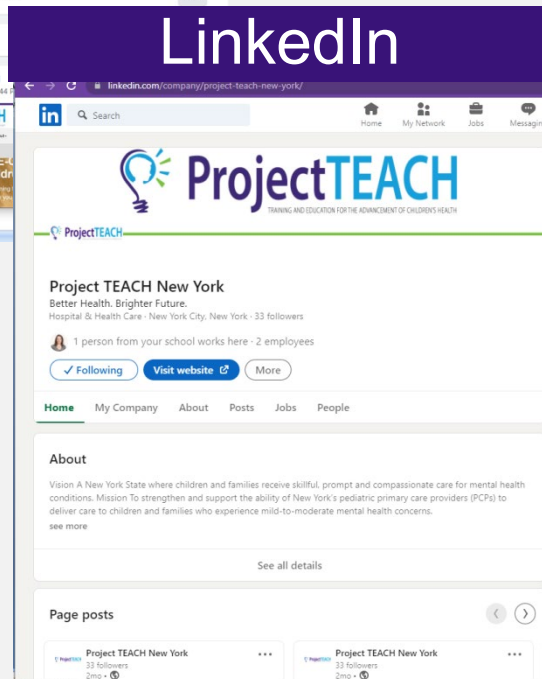 LinkedIn
linkedin.com/company/project-teach-new-york/
in
Search
Home My Network Jobs Messaging
ProjectTEACH
TRAINING AND EDUCATION FOR THE ADVANCEMENT OF CHILDREN'S HEALTH
ProjectTEACH
Project TEACH New York
Better Health. Brighter Future.
Hospital & Health Care · New York City, New York · 33 followers
1 person from your school works here · 2 employees
✓ Following Visit website More
Home My Company About Posts Jobs People
About
Vision A New York State where children and families receive skillful, prompt and compassionate care for mental health
conditions. Mission To strengthen and support the ability of New York's pediatric primary care providers (PCPs) to
deliver care to children and families who experience mild-to-moderate mental health concerns.
see more
See all details
Page posts
Project TEACH New York
33 followers
2mo •
Project TEACH New York
33 followers
2mo •